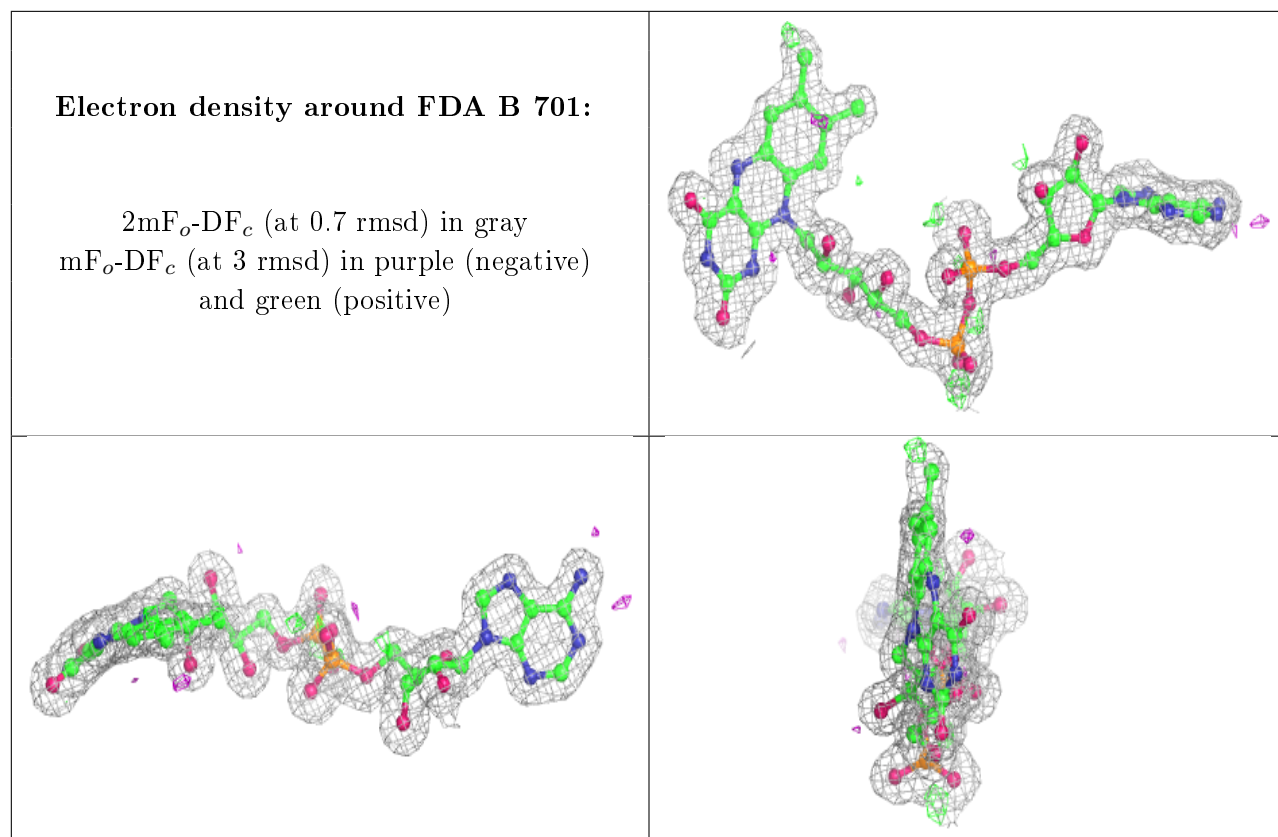 Electron density around FDA B 701:
2mFₒ-DF𝒸 (at 0.7 rmsd) in gray
mFₒ-DF𝒸 (at 3 rmsd) in purple (negative)
and green (positive)